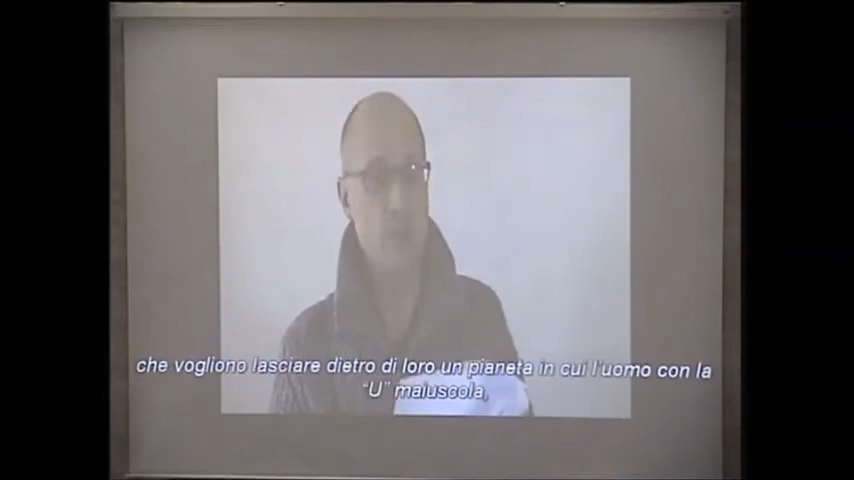 che vogliono lasciare dietro di loro un pianeta in cui l'uomo con la
"U" maiuscola,